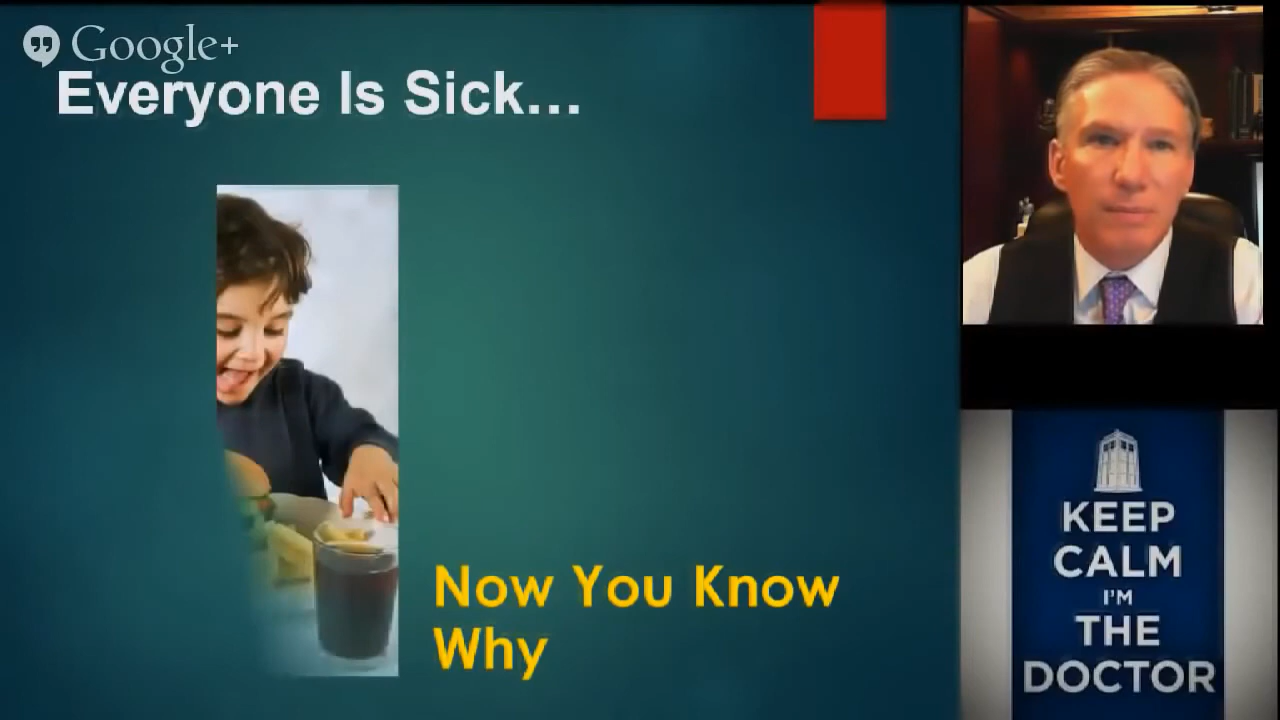 Google+
Everyone Is Sick...
Now You Know
Why
KEEP
CALM
I'M
THE
DOCTOR